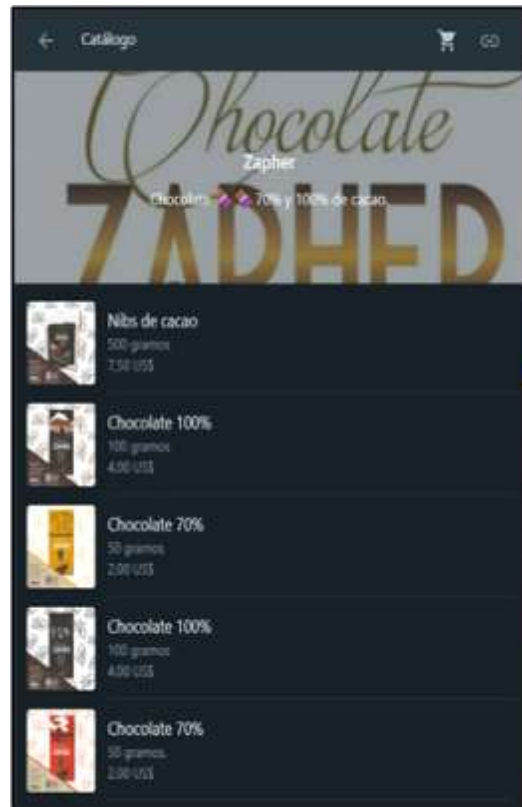 Catálogo
Chocolate
Zapher
Chocolats 70% y 100% de cacao.
ZAPHER
Nibs de cacao
500 gramos
7,50 US$
Chocolate 100%
100 gramos
4,00 US$
Chocolate 70%
50 gramos
2,00 US$
Chocolate 100%
100 gramos
4,00 US$
Chocolate 70%
50 gramos.
2,00 US$